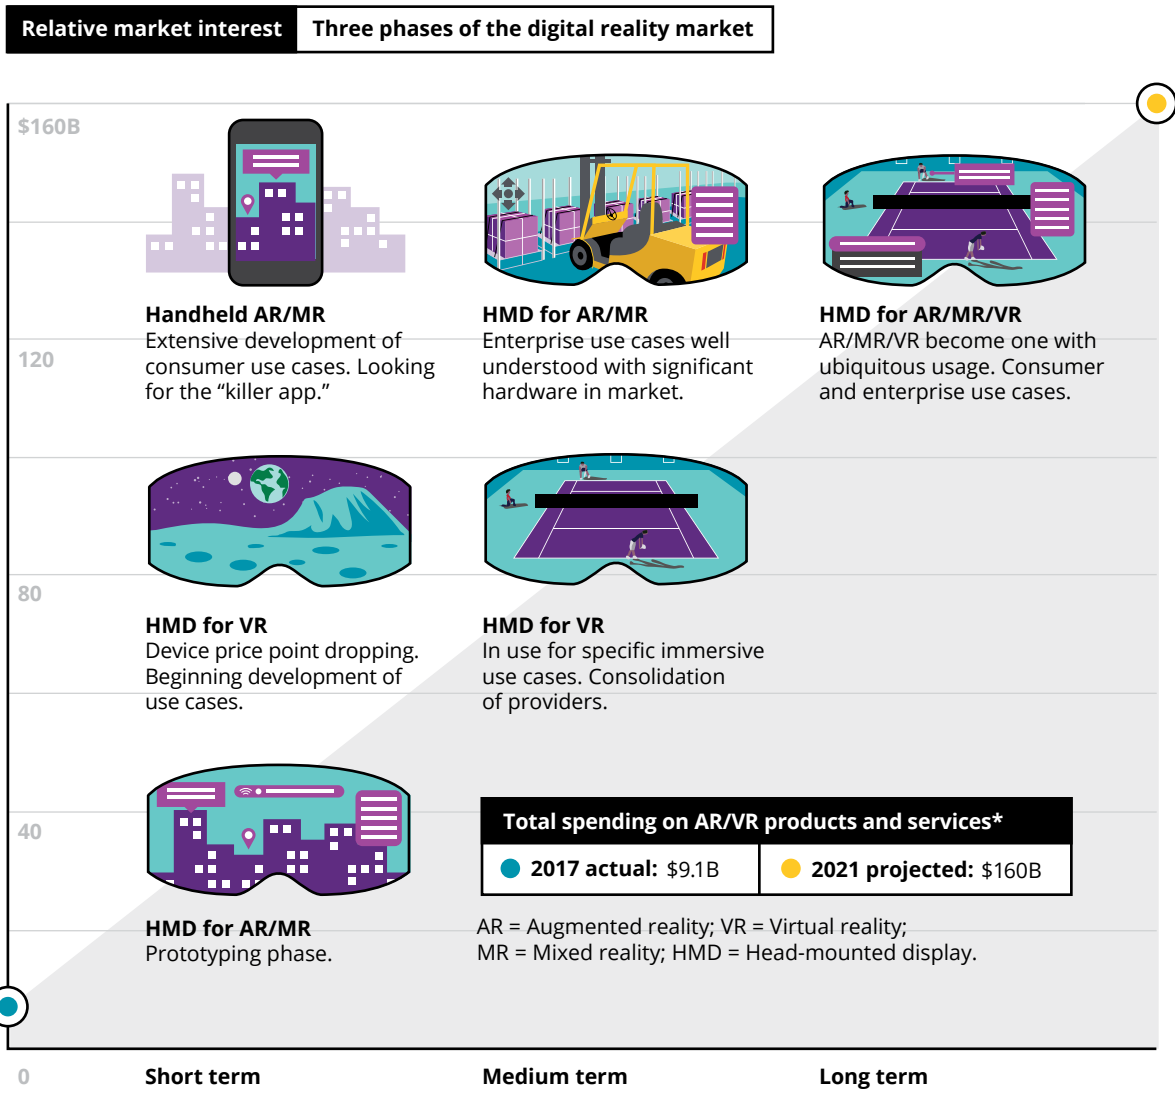 Relative market interest Three phases of the digital reality market
$160B
Handheld AR/MR
Extensive development of
consumer use cases. Looking
for the “killer app.”
HMD for AR/MR
Enterprise use cases well
understood with significant
hardware in market.
HMD for AR/MR/VR
AR/MR/VR become one with
ubiquitous usage. Consumer
and enterprise use cases.
120
HMD for VR
Device price point dropping.
Beginning development of
use cases.
HMD for VR
In use for specific immersive
use cases. Consolidation
of providers.
80
40
HMD for AR/MR
Prototyping phase.
Total spending on AR/VR products and services*
2017 actual: $9.1B
2021 projected: $160B
AR = Augmented reality; VR = Virtual reality;
MR = Mixed reality; HMD = Head-mounted display.
0
Short term
Medium term
Long term